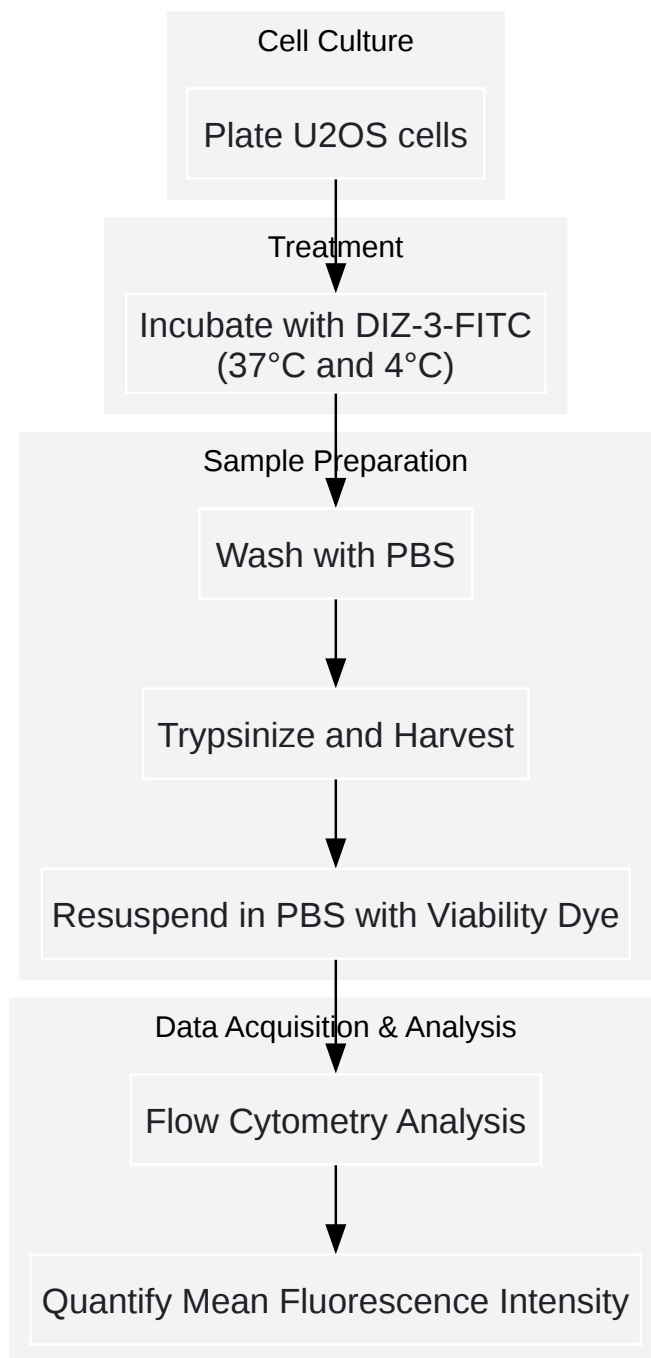 Cell Culture
Plate U2OS cells
Treatment
Incubate with DIZ-3-FITC
(37°C and 4°C)
Sample Preparation
Wash with PBS
Trypsinize and Harvest
Resuspend in PBS with Viability Dye
Data Acquisition & Analysis
Flow Cytometry Analysis
Quantify Mean Fluorescence Intensity